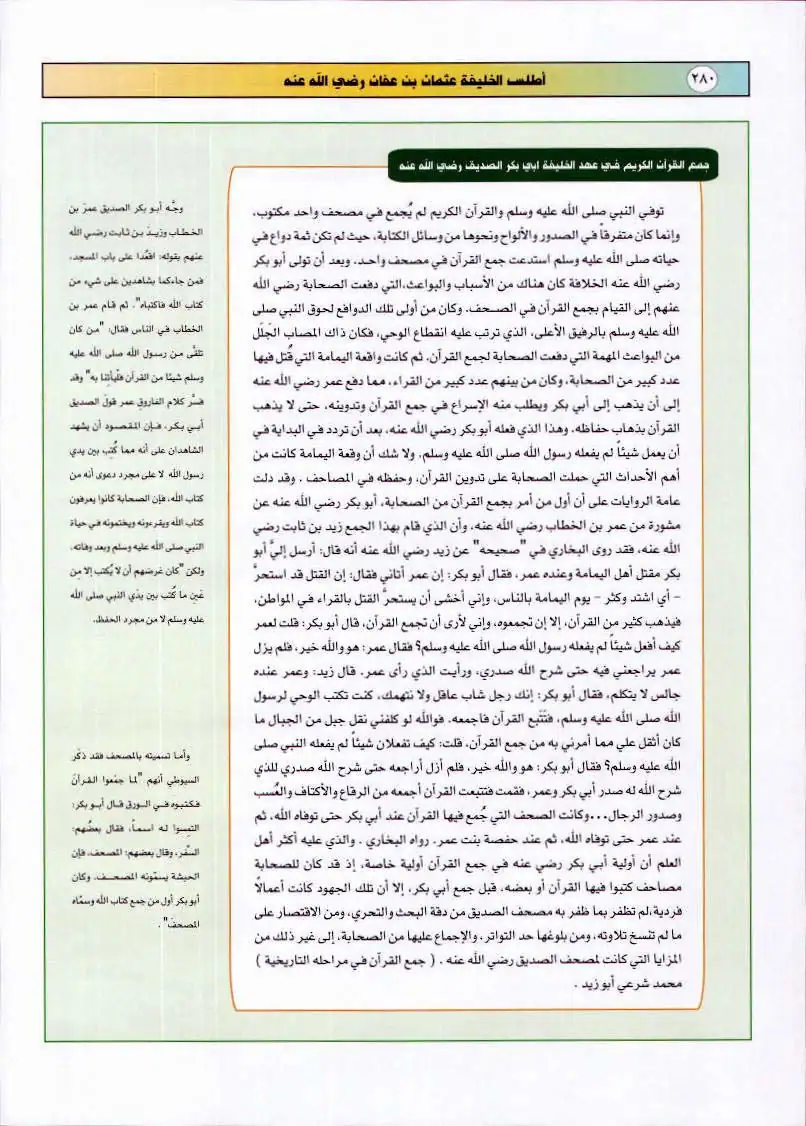 ٢٨٠
أطلس الخليفة عثمان بن عفان رضي الله عنه
جمع القرآن الكريم في عهد الخليفة ابي بكر الصديق رضي الله عنه
توفي النبي صلى الله عليه وسلم والقرآن الكريم لم يُجمع في مصحف واحد مكتوب،
وإنما كان متفرقاً في الصدور والألواح ونحوها من وسائل الكتابة، حيث لم تكن ثمة دواع في
حياته صلى الله عليه وسلم استدعت جمع القرآن في مصحف واحد. وبعد أن تولى أبو بكر
رضي الله عنه الخلافة كان هناك من الأسباب والبواعث،التي دفعت الصحابة رضي الله
عنهم إلى القيام بجمع القرآن في الصـحف. وكان من أولى تلك الدوافع لحوق النبي صلى
الله عليه وسلم بالرفيق الأعلى، الذي ترتب عليه انقطاع الوحي، فكان ذاك المصاب الجَلَل
من البواعث المهمة التي دفعت الصحابة لجمع القرآن. ثم كانت واقعة اليمامة التي قُتل فيها
عدد كبير من الصحابة، وكان من بينهم عدد كبير من القراء، مما دفع عمر رضي الله عنه
إلى أن يذهب إلى أبي بكر ويطلب منه الإسراع في جمع القرآن وتدوينه، حتى لا يذهب
القرآن بذهاب حفاظه. وهذا الذي فعله أبو بكر رضي الله عنه، بعد أن تردد في البداية في
أن يعمل شيئاً لم يفعله رسول الله صلى الله عليه وسلم. ولا شك أن وقعة اليمامة كانت من
أهم الأحداث التي حملت الصحابة على تدوين القرآن، وحفظه في المصاحف . وقد دلت
عامة الروايات على أن أول من أمر بجمع القرآن من الصحابة، أبو بكر رضي الله عنه عن
مشورة من عمر بن الخطاب رضي الله عنه، وأن الذي قام بهذا الجمع زيد بن ثابت رضي
الله عنه، فقد روى البخاري في "صحيحه" عن زيد رضي الله عنه أنه قال: أرسل إليَّ أبو
بكر مقتل أهل اليمامة وعنده عمر، فقال أبو بكر: إن عمر أتاني فقال: إن القتل قد استحرَّ
- أي اشتد وكثر - يوم اليمامة بالناس، وإني أخشى أن يستحرَّ القتل بالقراء في المواطن،
فيذهب كثير من القرآن، إلا إن تجمعوه، وإني لأرى أن تجمع القرآن، قال أبو بكر: قلت لعمر
كيف أفعل شيئاً لم يفعله رسول الله صلى الله عليه وسلم؟ فقال عمر: هو والله خير، فلم يزل
عمر يراجعني فيه حتى شرح الله صدري، ورأيت الذي رأى عمر. قال زيد: وعمر عنده
جالس لا يتكلم، فقال أبو بكر: إنك رجل شاب عاقل ولا نتهمك، كنت تكتب الوحي لرسول
الله صلى الله عليه وسلم، فتَتَبع القرآن فاجمعه. فوالله لو كلفني نقل جبل من الجبال ما
كان أثقل علي مما أمرني به من جمع القرآن. قلت: كيف تفعلان شيئاً لم يفعله النبي صلى
الله عليه وسلم؟ فقال أبو بكر: هو والله خير، فلم أزل أراجعه حتى شرح الله صدري للذي
شرح الله له صدر أبي بكر وعمر، فقمت فتتبعت القرآن أجمعه من الرقاع والأكتاف والعُسب
وصدور الرجال...وكانت الصحف التي جُمع فيها القرآن عند أبي بكر حتى توفاه الله، ثم
عند عمر حتى توفاه الله، ثم عند حفصة بنت عمر. رواه البخاري . والذي عليه أكثر أهل
العلم أن أولية أبي بكر رضي عنه في جمع القرآن أولية خاصة، إذ قد كان للصحابة
مصاحف كتبوا فيها القرآن أو بعضه، قبل جمع أبي بكر، إلا أن تلك الجهود كانت أعمالاً
فردية،لم تظفر بما ظفر به مصحف الصديق من دقة البحث والتحري، ومن الاقتصار على
ما لم تنسخ تلاوته، ومن بلوغها حد التواتر، والإجماع عليها من الصحابة، إلى غير ذلك من
المزايا التي كانت لمصحف الصديق رضي الله عنه . ( جمع القرآن في مراحله التاريخية )
محمد شرعي أبو زيد .
وجَّه أبو بكر الصديق عمرَ بن
الخطاب وزيدَ بن ثابت رضي الله
عنهم بقوله: اقعُدا على باب المسجد،
فمن جاءكما بشاهدين على شيء من
كتاب الله فاكتباه". ثم قام عمر بن
الخطاب في الناس فقال: "من كان
تلقَّى من رسول الله صلى الله عليه
وسلم شيئا من القرآن فليأتِنا به" وقد
فسَّر كلام الفاروق عمر قولَ الصديق
أبي بكر، فإن المقصود أن يشهد
الشاهدان على أنه مما كُتِب بين يدي
رسول الله لا على مجرد دعوى أنه من
كتاب الله، فإن الصحابة كانوا يعرفون
كتاب الله ويقرءونه ويختمونه في حياة
النبي صلى الله عليه وسلم وبعد وفاته،
ولكن "كان غرضهم أن لا يُكتب إلا مِن
عَين ما كُتب بين يدَي النبي صلى الله
عليه وسلم لا من مجرد الحفظ.
وأما تسميته بالمصحف فقد ذكَر
السيوطي أنهم "لما جمَعوا القرآنَ
فكتبوه في الورق قال أبو بكر:
التمِسوا له اسماً، فقال بعضُهم:
السِّفر، وقال بعضهم: المصحف، فإن
الحبشة يسمّونه المصحـف. وكان
أبو بكر أول من جمع كتاب الله وسمَّاه
المصحفَ" .